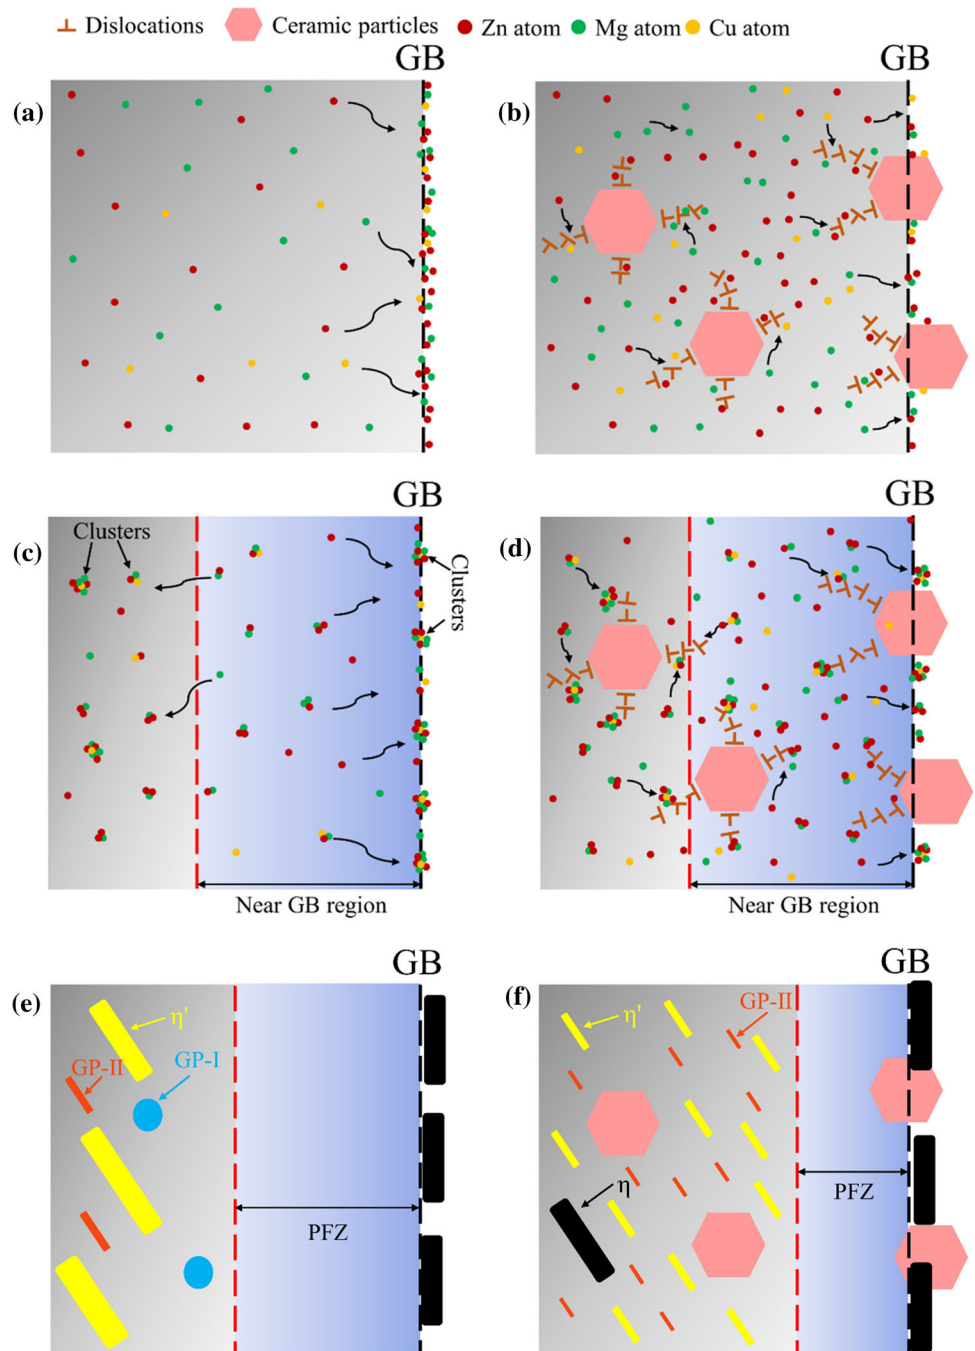 Dislocations Ceramic particles Zn atom Mg atom Cu atom
GB
(a)
(b)
GB
GB
(c)
Clusters
Clusters
Near GB region
GB
(d)
Near GB region
GB
(e)
η'
GP-II
GP-I
PFZ
GB
(f)
η'
GP-II
η
PFZ